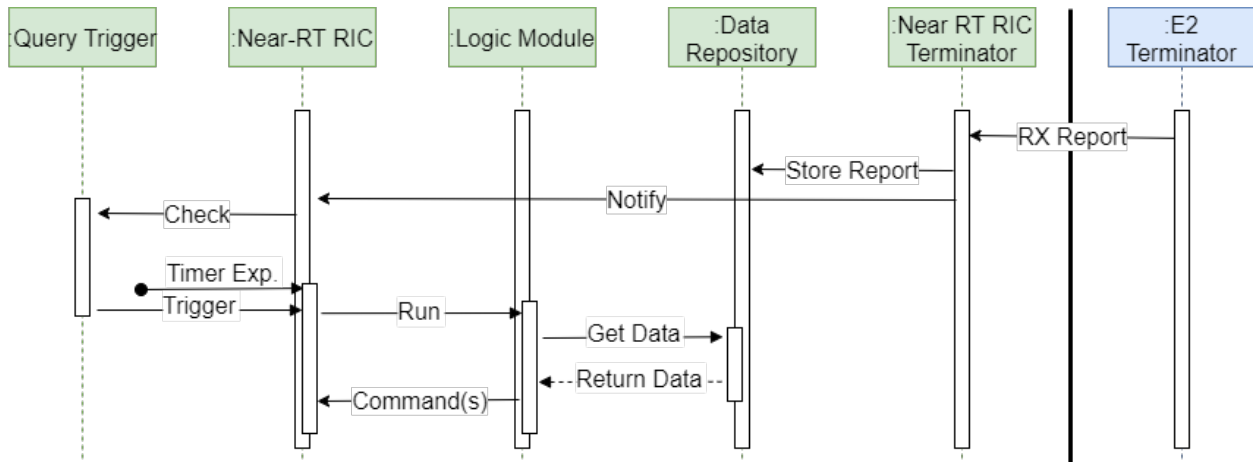 :Query Trigger
:Near-RT RIC
:Logic Module
:Data
Repository
:Near RT RIC
Terminator
:E2
Terminator
RX Report
Store Report
Notify
Check
Timer Exp.
Trigger
Run
Get Data
Return Data
Command(s)